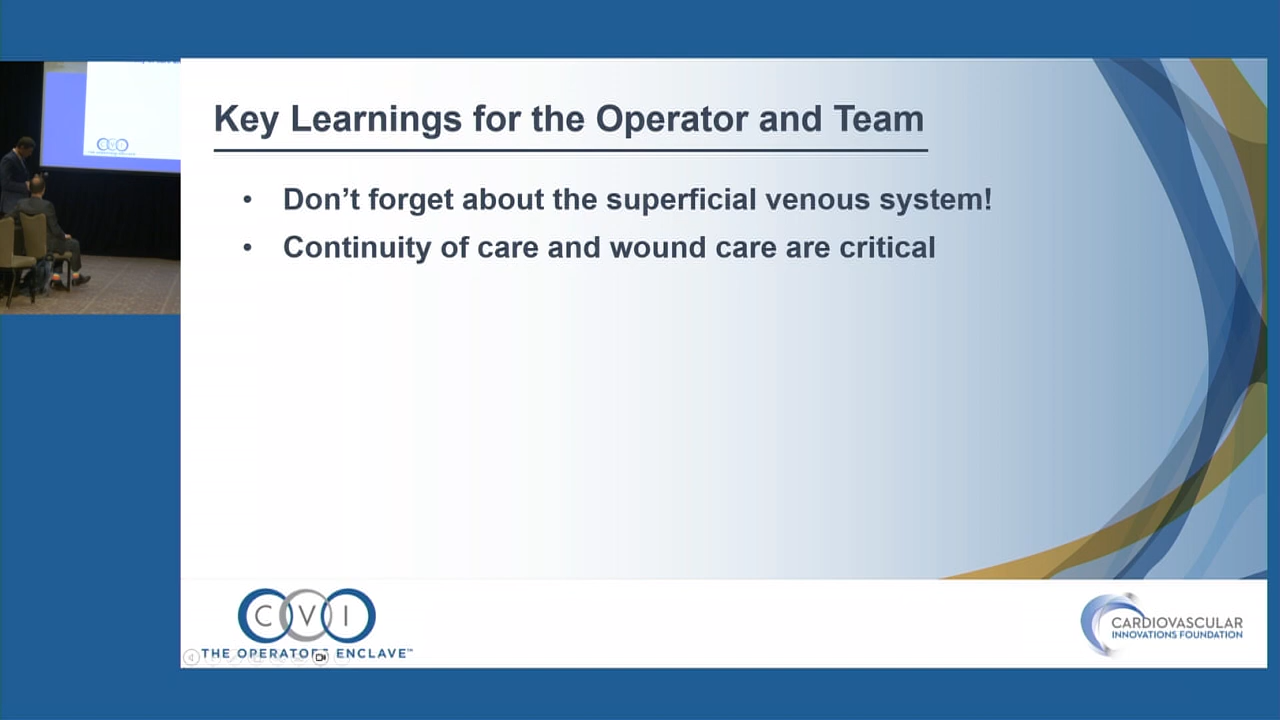 Key Learnings for the Operator and Team
• Don’t forget about the superficial venous system!
• Continuity of care and wound care are critical
CVI
THE OPERATORS ENCLAVE™
CARDIOVASCULAR
INNOVATIONS FOUNDATION
CVI